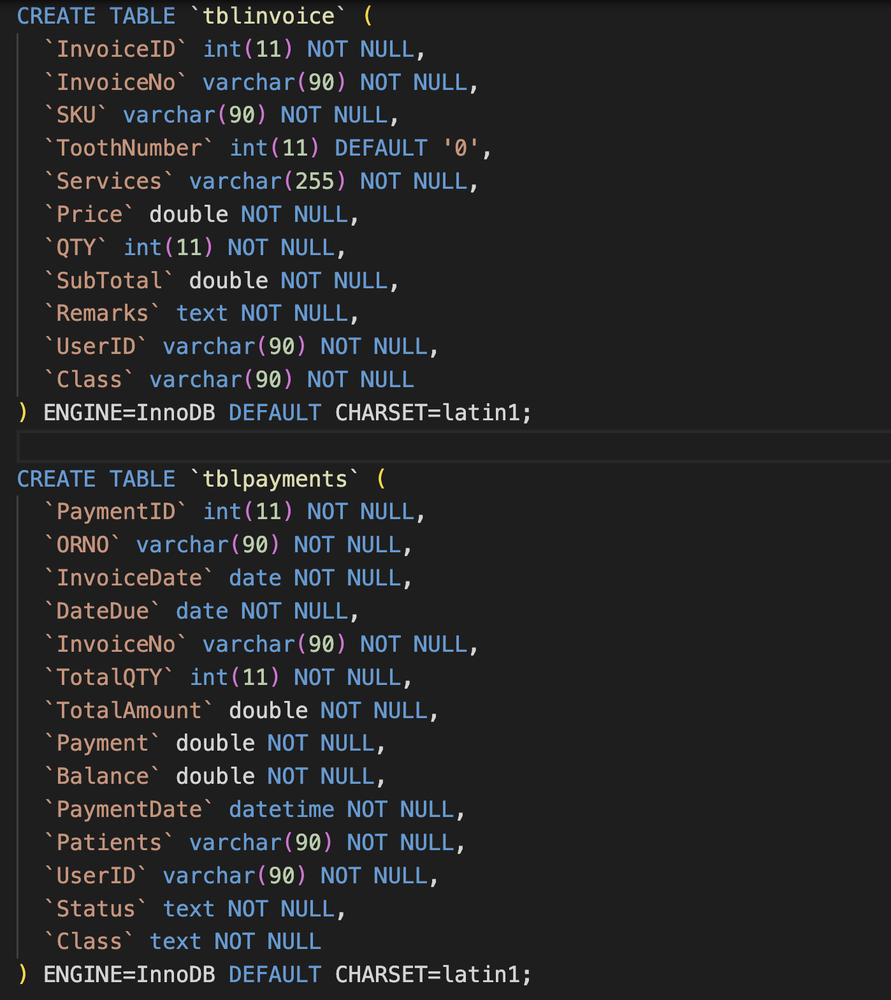 CREATE TABLE `tblinvoice` (
  `InvoiceID` int(11) NOT NULL,
  `InvoiceNo` varchar(90) NOT NULL,
  `SKU` varchar(90) NOT NULL,
  `ToothNumber` int(11) DEFAULT '0',
  `Services` varchar(255) NOT NULL,
  `Price` double NOT NULL,
  `QTY` int(11) NOT NULL,
  `SubTotal` double NOT NULL,
  `Remarks` text NOT NULL,
  `UserID` varchar(90) NOT NULL,
  `Class` varchar(90) NOT NULL
) ENGINE=InnoDB DEFAULT CHARSET=latin1;
CREATE TABLE `tblpayments` (
  `PaymentID` int(11) NOT NULL,
  `ORNO` varchar(90) NOT NULL,
  `InvoiceDate` date NOT NULL,
  `DateDue` date NOT NULL,
  `InvoiceNo` varchar(90) NOT NULL,
  `TotalQTY` int(11) NOT NULL,
  `TotalAmount` double NOT NULL,
  `Payment` double NOT NULL,
  `Balance` double NOT NULL,
  `PaymentDate` datetime NOT NULL,
  `Patients` varchar(90) NOT NULL,
  `UserID` varchar(90) NOT NULL,
  `Status` text NOT NULL,
  `Class` text NOT NULL
) ENGINE=InnoDB DEFAULT CHARSET=latin1;